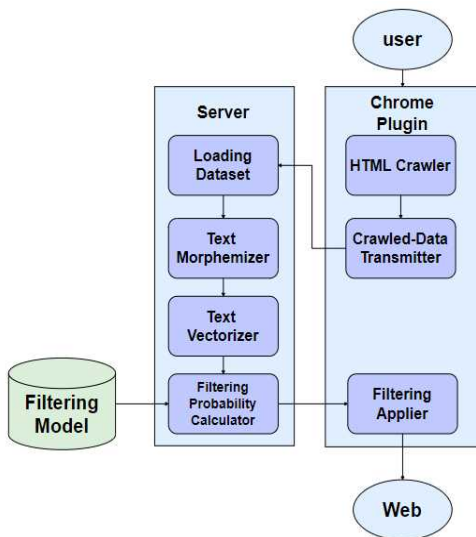 user
Server
Chrome
Plugin
Loading
Dataset
HTML Crawler
Text
Morphemizer
Crawled-Data
Transmitter
Text
Vectorizer
Filtering
Model
Filtering
Probability
Calculator
Filtering
Applier
Web